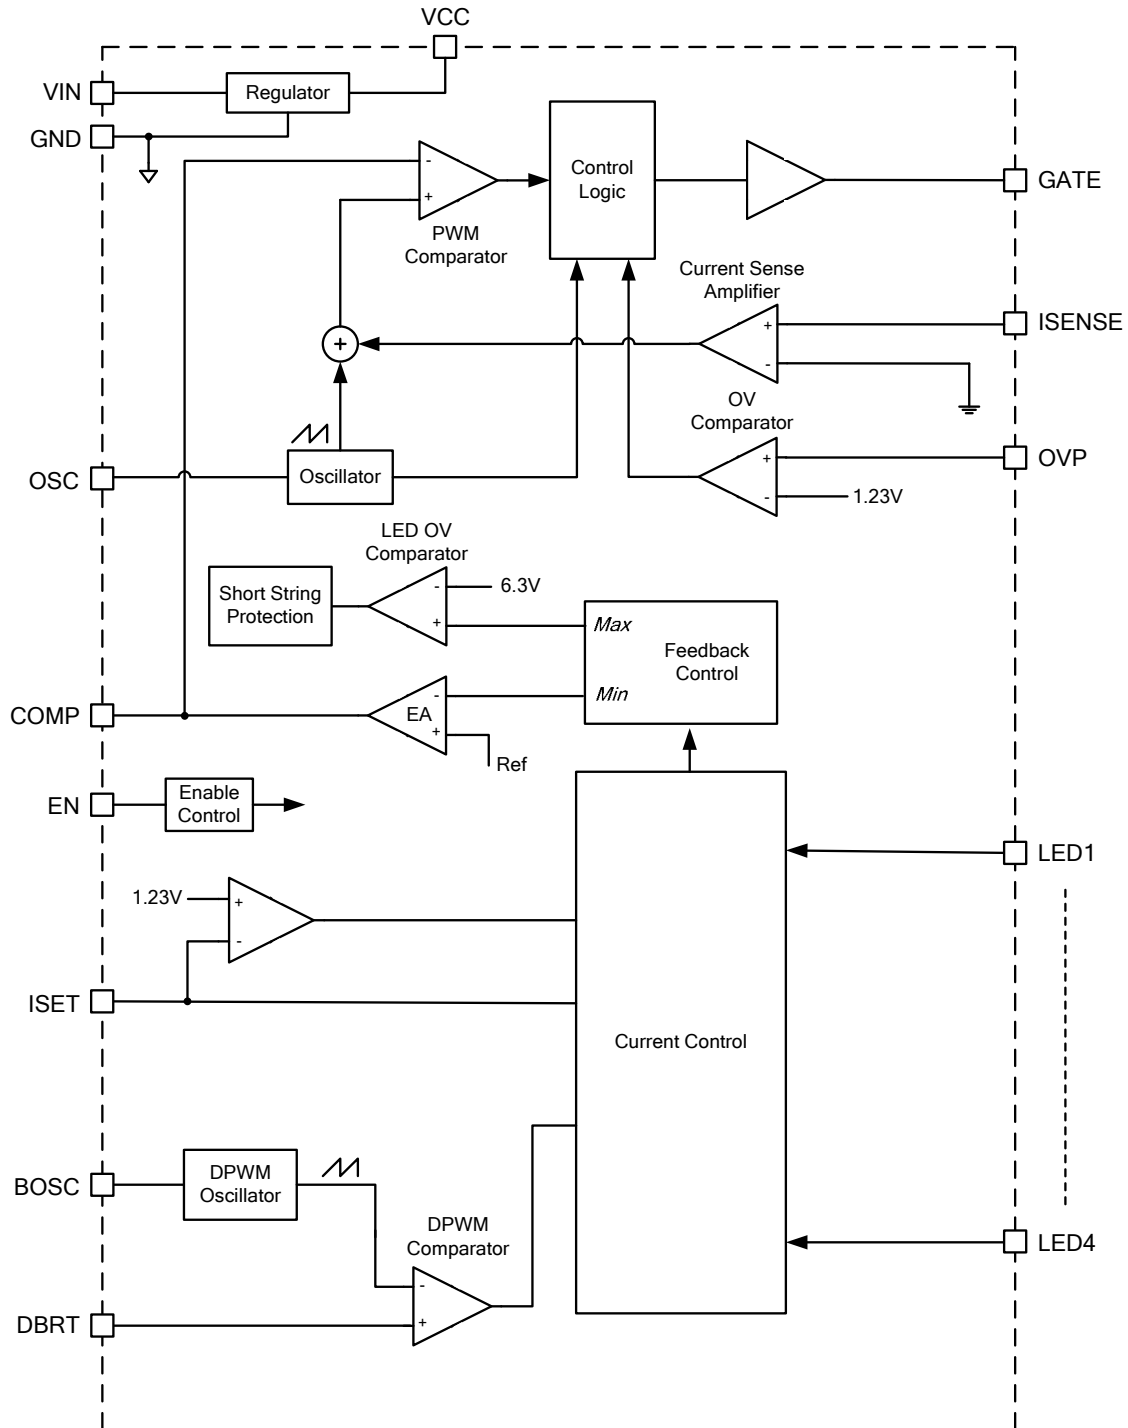 VCC
VIN
Regulator
GND
-
+
PWM
Comparator
Control
Logic
GATE
Current Sense
Amplifier
+
-
ISENSE
+
OV
Comparator
+
-
OVP
1.23V
OSC
Oscillator
LED OV
Comparator
Short String
Protection
-
+
6.3V
Max
Feedback
Control
Min
COMP
EA
-
+
Ref
EN
Enable
Control
LED1
1.23V
+
-
ISET
Current Control
BOSC
DPWM
Oscillator
DPWM
Comparator
-
+
LED4
DBRT